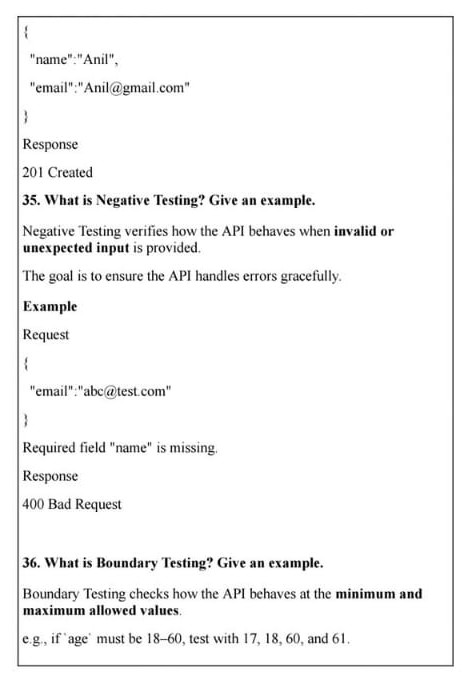 {
"name":"Anil",
"email":"Anil@gmail.com"
}
Response
201 Created
35. What is Negative Testing? Give an example.
Negative Testing verifies how the API behaves when invalid or
unexpected input is provided.
The goal is to ensure the API handles errors gracefully.
Example
Request
{
"email":"abc@test.com"
}
Required field "name" is missing.
Response
400 Bad Request
36. What is Boundary Testing? Give an example.
Boundary Testing checks how the API behaves at the minimum and
maximum allowed values.
e.g., if `age` must be 18–60, test with 17, 18, 60, and 61.